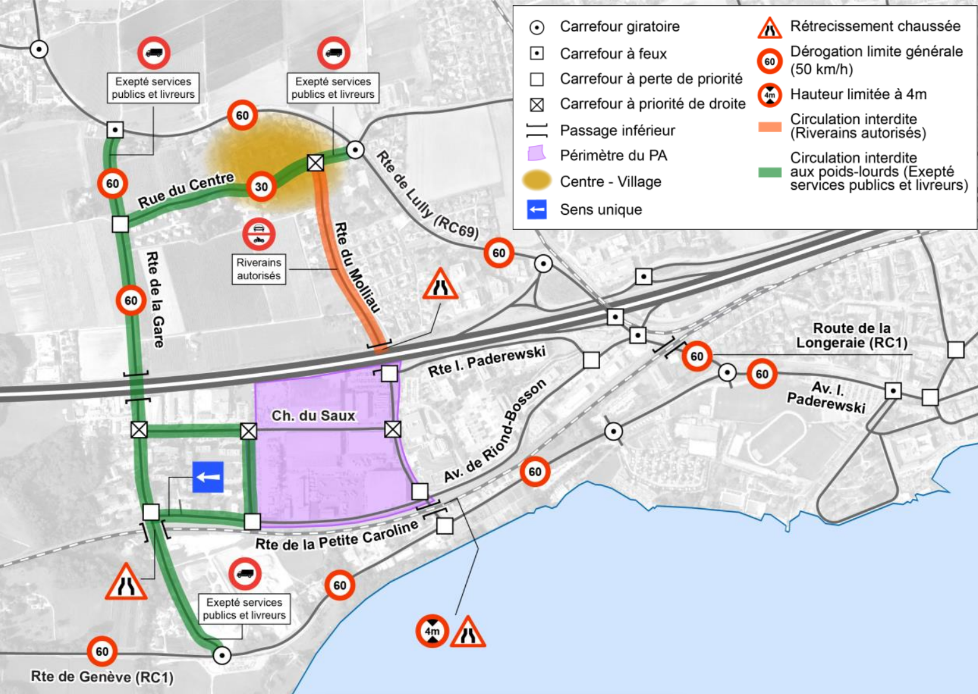 Carrefour giratoire
Carrefour à feux
Carrefour à perte de priorité
Carrefour à priorité de droite
Passage inférieur
Périmètre du PA
Centre - Village
Sens unique
Rétrecissement chaussée
60
Dérogation limite générale
(50 km/h)
4m
Hauteur limitée à 4m
Circulation interdite
(Riverains autorisés)
Circulation interdite
aux poids-lourds (Exepté
services publics et livreurs)
Exepté services
publics et livreurs
Exepté services
publics et livreurs
60
60
Rue du Centre
30
Rte de Lully (RC69)
60
Riverains
autorisés
Rte du Molliau
Rte de la Gare
60
Rte I. Paderewski
Route de la
Longeraie (RC1)
60
60
Av. I.
Paderewski
Ch. du Saux
Av. de Riond-Bosson
60
Rte de la Petite Caroline
60
Exepté services
publics et livreurs
4m
60
Rte de Genève (RC1)